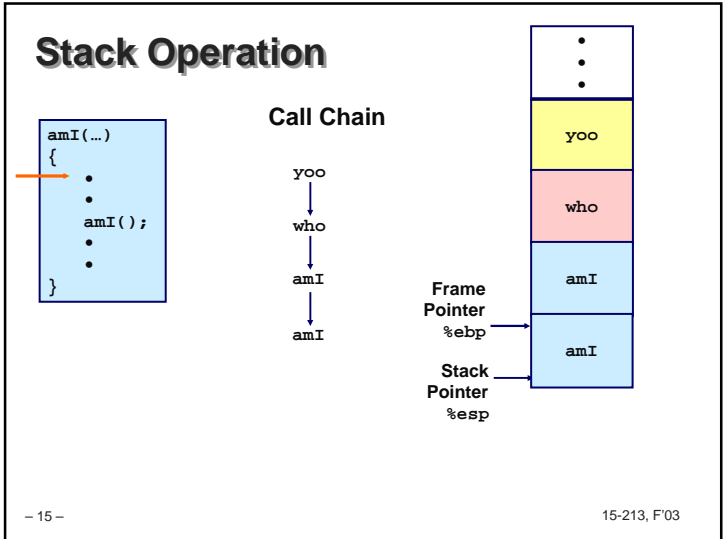 Stack Operation
amI(…)
{
•
•
amI();
•
•
}
Call Chain
yoo
who
amI
amI
•
•
•
yoo
who
amI
amI
Frame
Pointer
%ebp
Stack
Pointer
%esp
– 15 –
15-213, F'03